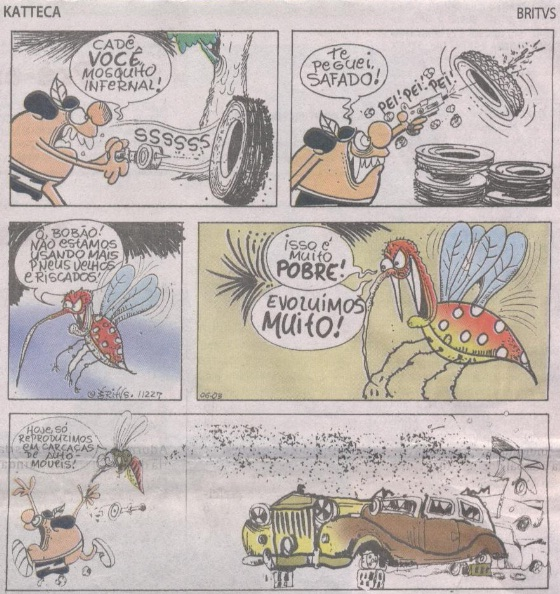 KATTECA
BRITVS
CADÊ
VOCÊ,
MOSQUITO
INFERNAL!
SSSSSS
TE
PEGUEI,
SAFADO!
PEI! PEI! PEI!
Ô, BOBÃO!
NÃO ESTAMOS
USANDO MAIS
PNEUS VELHOS
E RISCADOS!
@BRITVS. 11227
ISSO É
MUITO
POBRE!
EVOLUÍMOS
MUITO!
06-03
HOJE SÓ
REPRODUZIMOS
EM CARCAÇAS
DE AUTO-
MÓVEIS!